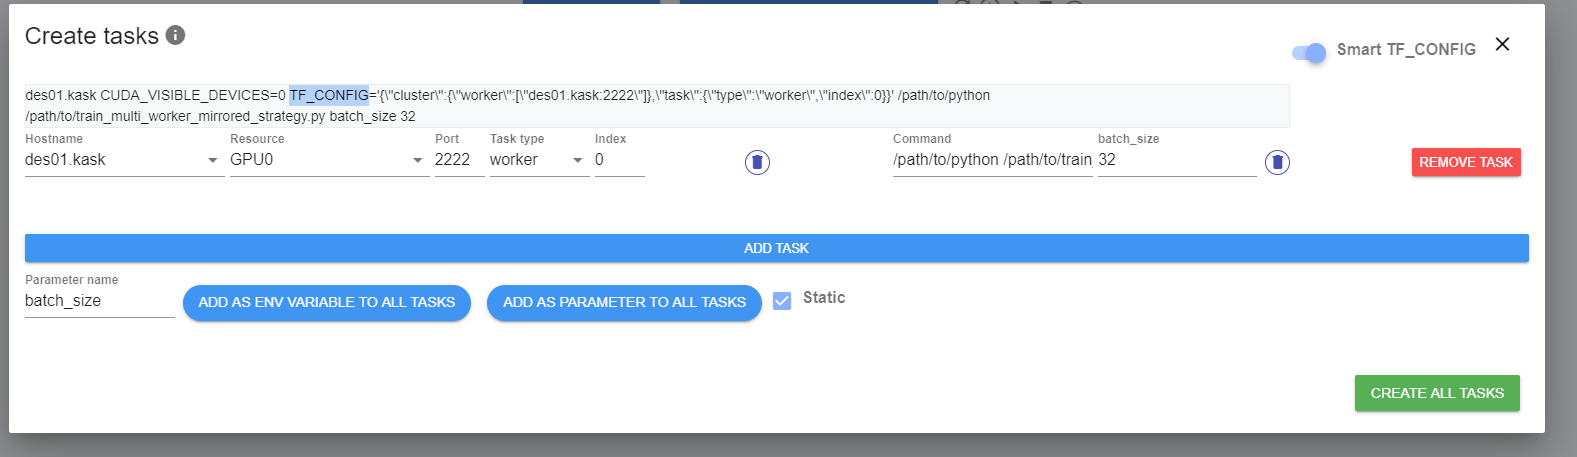 Create tasks
Smart TF_CONFIG
des01.kask CUDA_VISIBLE_DEVICES=0 TF_CONFIG='{\"cluster\":{\"worker\":[\"des01.kask:2222\"]},\"task\":{\"type\":\"worker\",\"index\":0}}' /path/to/python
/path/to/train_multi_worker_mirrored_strategy.py batch_size 32
Hostname Resource Port Task type Index Command batch_size
des01.kask GPU0 2222 worker 0 /path/to/python /path/to/train 32
REMOVE TASK
ADD TASK
Parameter name
batch_size ADD AS ENV VARIABLE TO ALL TASKS ADD AS PARAMETER TO ALL TASKS Static
CREATE ALL TASKS